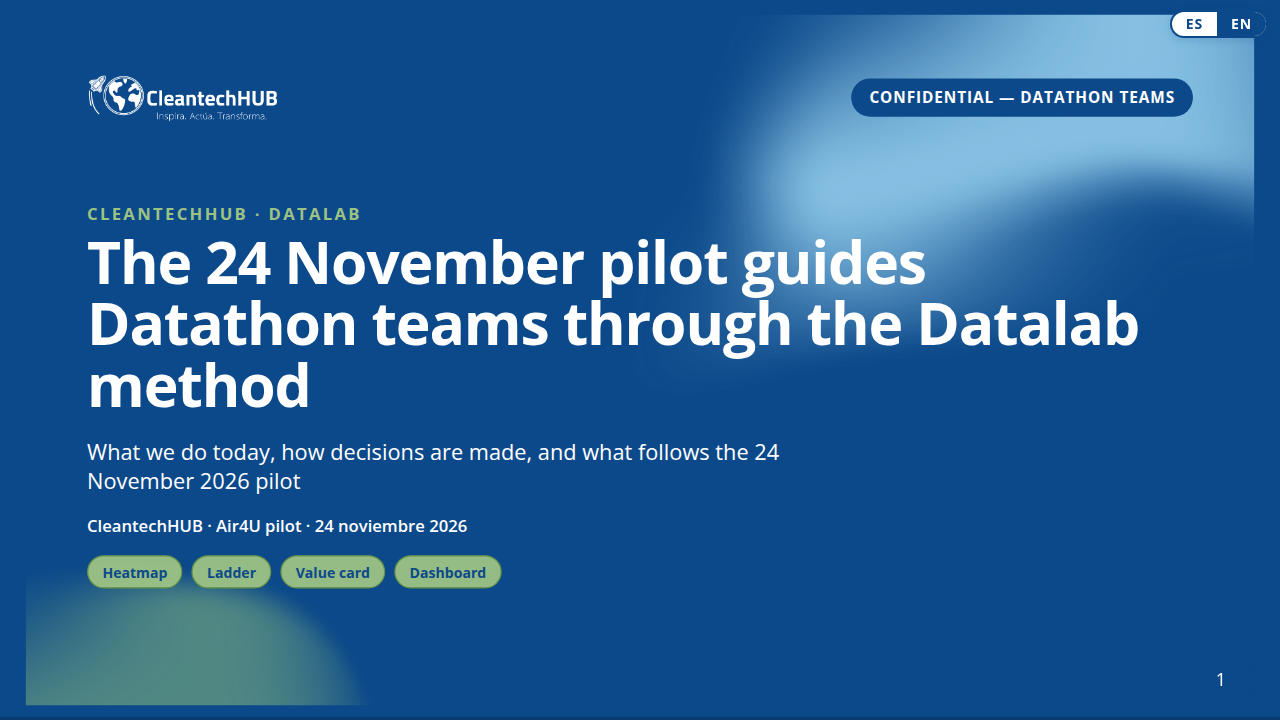 ES EN
CleantechHUB
Inspira. Actúa. Transforma.
CONFIDENTIAL — DATATHON TEAMS
CLEANTECHHUB · DATALAB
The 24 November pilot guides
Datathon teams through the Datalab
method
What we do today, how decisions are made, and what follows the 24
November 2026 pilot
CleantechHUB · Air4U pilot · 24 noviembre 2026
Heatmap Ladder Value card Dashboard
1